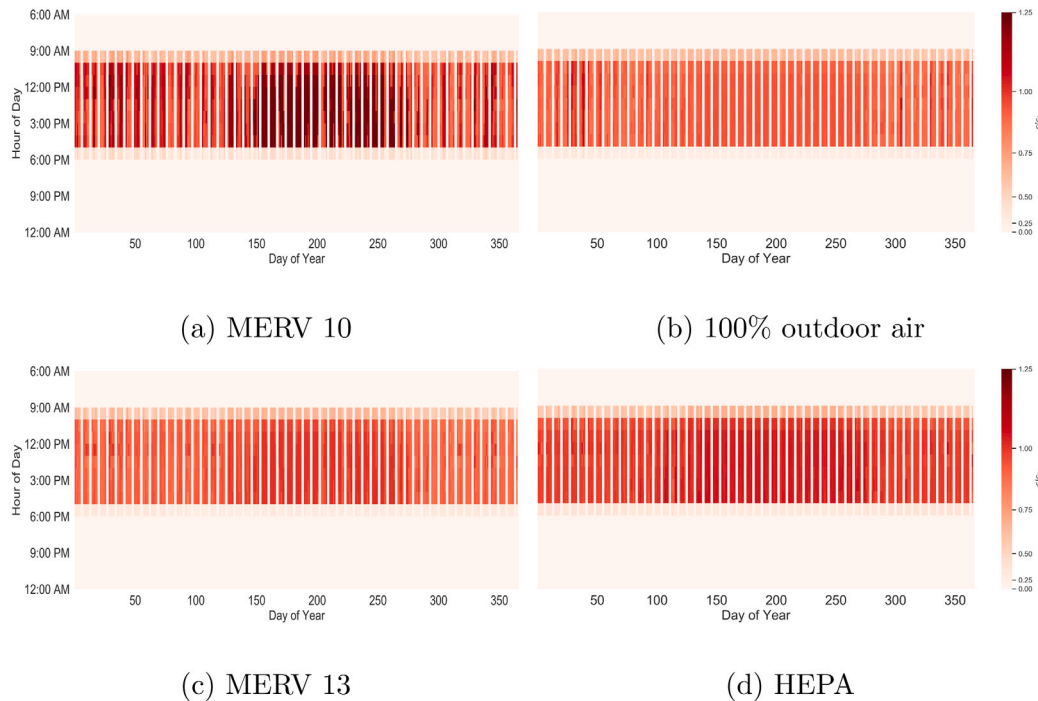 6:00 AM
9:00 AM
12:00 PM
3:00 PM
6:00 PM
9:00 PM
12:00 AM
Hour of Day
50 100 150 200 250 300 350
Day of Year
50 100 150 200 250 300 350
Day of Year
1.25
1.00
0.75
0.50
0.25
0.00
(a) MERV 10
(b) 100% outdoor air
6:00 AM
9:00 AM
12:00 PM
3:00 PM
6:00 PM
9:00 PM
12:00 AM
Hour of Day
50 100 150 200 250 300 350
Day of Year
50 100 150 200 250 300 350
Day of Year
1.25
1.00
0.75
0.50
0.25
0.00
(c) MERV 13
(d) HEPA